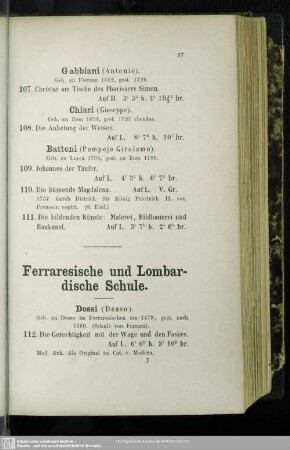 97
Gabbiani (Antonio).
Geb. zu Florenz 1652, gest. 1726.
107. Christus am Tische des Pharisäers Simon.
Auf H. 3' 3" h. 4' 10½" br.
Chiari (Giuseppe).
Geb. zu Rom 1654, gest. 1727 ebendas.
108. Die Anbetung der Weisen.
Auf L. 8' 7" h. 10' br.
Battoni (Pompejo Girolamo).
Geb. zu Lucca 1708, gest. zu Rom 1787.
109. Johannes der Täufer.
Auf L. 4' 3" h. 6' 7" br.
110. Die büssende Magdalena. Auf L. V. Gr.
1757 durch Dietrich für König Friedrich II. von
Preussen copirt. (S. Einl.)
111. Die bildenden Künste: Malerei, Bildhauerei und
Baukunst. Auf L. 3' 7" h. 2' 6" br.
Ferraresische und Lombar-
dische Schule.
Dossi (Dosso).
Geb. zu Dosso im Ferraresischen um 1479, gest. nach
1560. (Schule von Ferrara).
112. Die Gerechtigkeit mit der Wage und den Fasces.
Auf L. 6' 6" h. 3' 10" br.
Mod. Ank. Als Original im Cat. v. Modena.
7